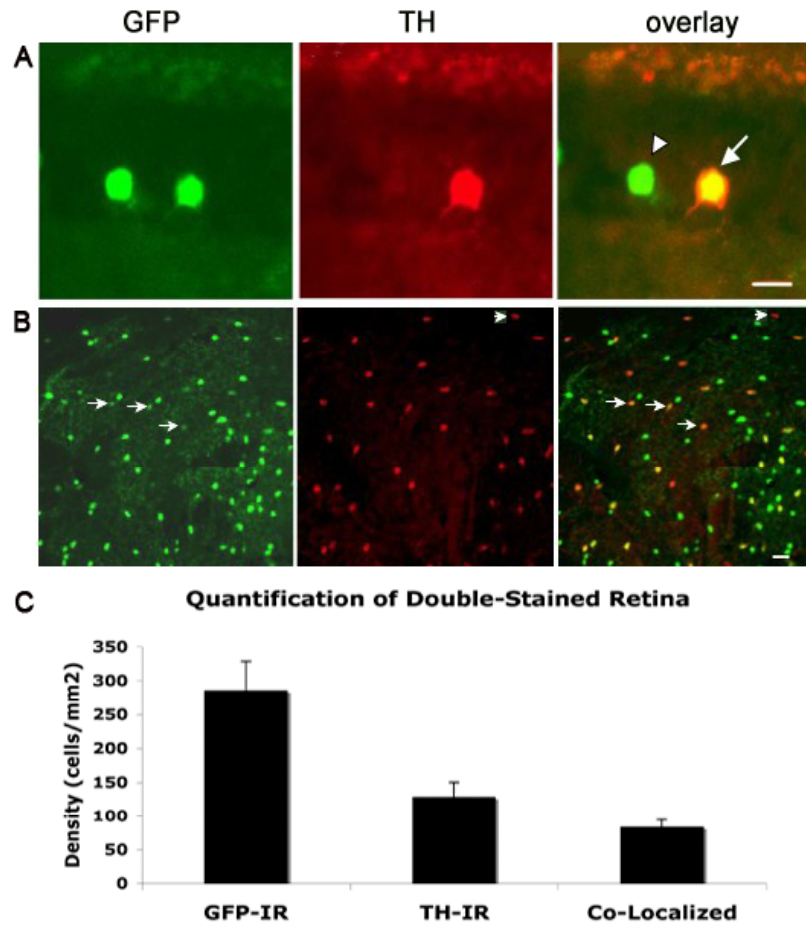 GFP TH overlay
A
B
C Quantification of Double-Stained Retina
350
300
250
200
150
100
50
0
Density (cells/mm2)
GFP-IR TH-IR Co-Localized